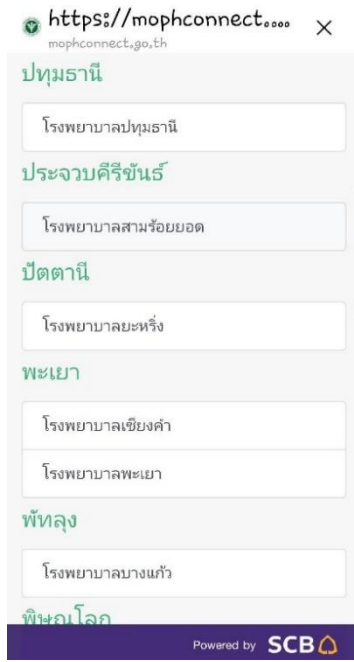 https://mophconnect....
mophconnect.go.th
ปทุมธานี
โรงพยาบาลปทุมธานี
ประจวบคีรีขันธ์
โรงพยาบาลสามร้อยยอด
ปัตตานี
โรงพยาบาลยะหริ่ง
พะเยา
โรงพยาบาลเชียงคำ
โรงพยาบาลพะเยา
พัทลุง
โรงพยาบาลบางแก้ว
พิษณุโลก
Powered by SCB